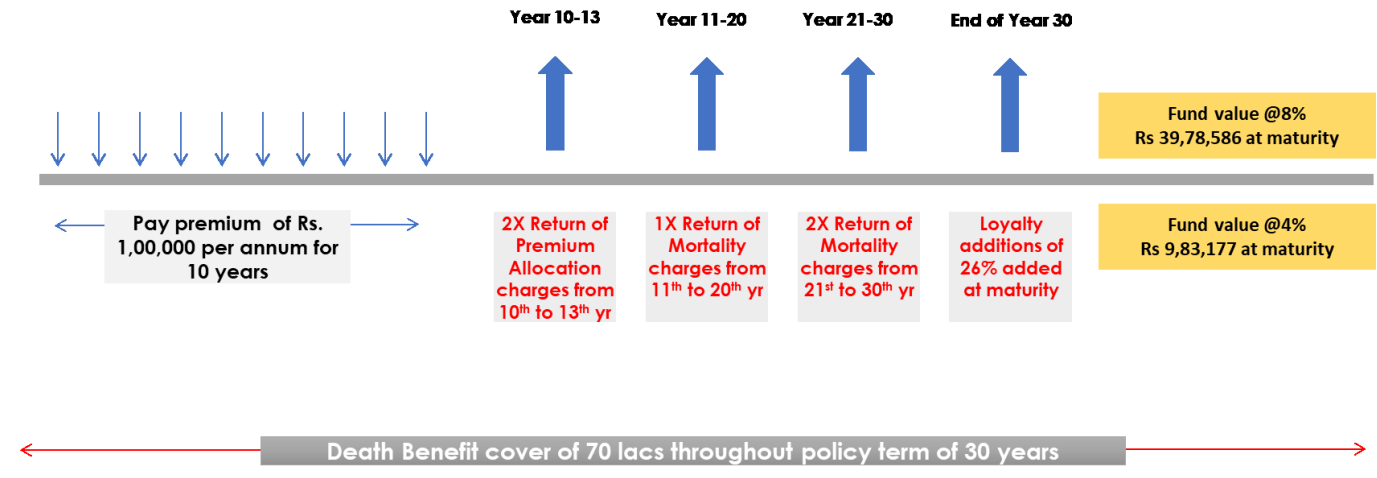 Year 10-13
Year 11-20
Year 21-30
End of Year 30
Fund value @8%
Rs 39,78,586 at maturity
Pay premium of Rs.
1,00,000 per annum for
10 years
2X Return of
Premium
Allocation
charges from
10th to 13th yr
1X Return of
Mortality
charges from
11th to 20th yr
2X Return of
Mortality
charges from
21st to 30th yr
Loyalty
additions of
26% added
at maturity
Fund value @4%
Rs 9,83,177 at maturity
Death Benefit cover of 70 lacs throughout policy term of 30 years